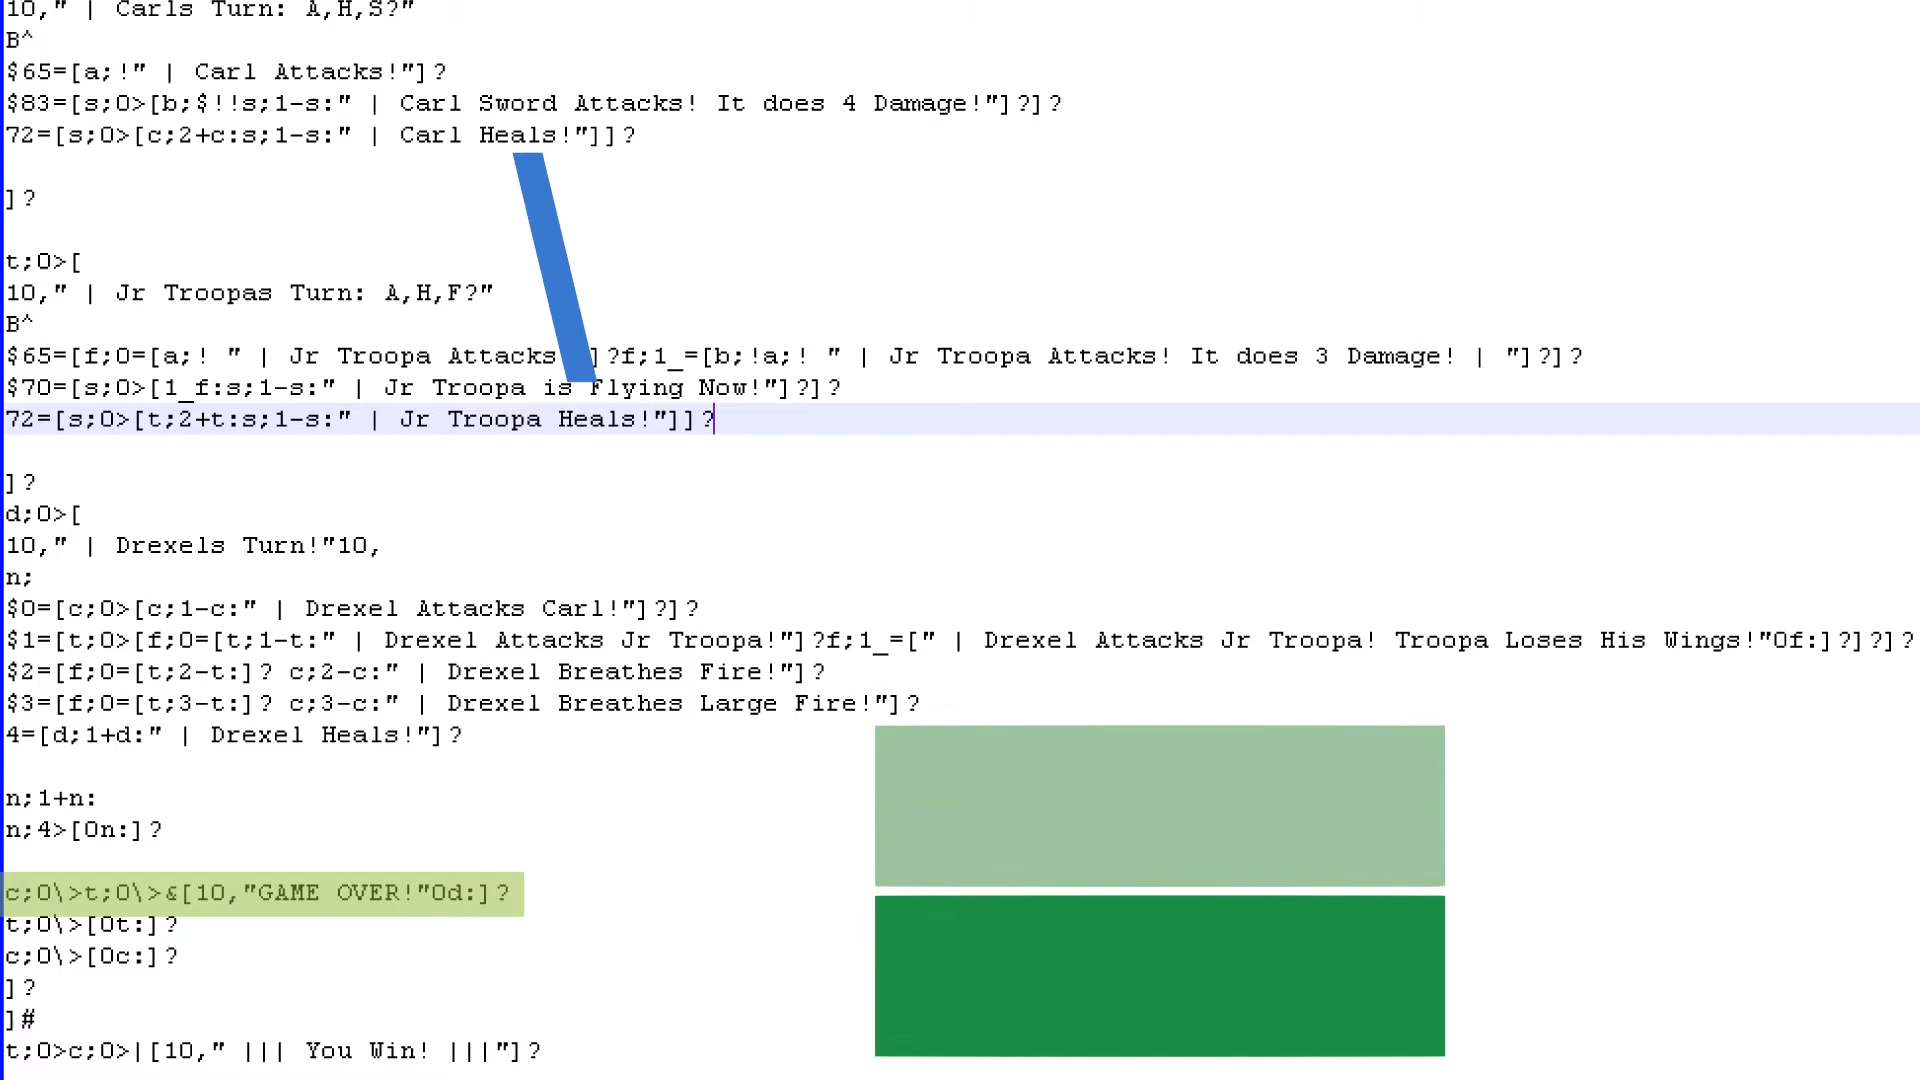 10," | Carls Turn: A,H,S?"
B^
$65=[a;!" | Carl Attacks!"]?
$83=[s;0>[b;$!!s;1-s:" | Carl Sword Attacks! It does 4 Damage!"]?]?
72=[s;0>[c;2+c:s;1-s:" | Carl Heals!"]]?
]?
t;0>[
10," | Jr Troopas Turn: A,H,F?"
B^
$65=[f;0=[a;! " | Jr Troopa Attacks ]?f;1_=[b;!a;! " | Jr Troopa Attacks! It does 3 Damage! | "]?]?
$70=[s;0>[1_f:s;1-s:" | Jr Troopa is Flying Now!"]?]?
72=[s;0>[t;2+t:s;1-s:" | Jr Troopa Heals!"]]?
]?
d;0>[
10," | Drexels Turn!"10,
n;
$0=[c;0>[c;1-c:" | Drexel Attacks Carl!"]?]?
$1=[t;0>[f;0=[t;1-t:" | Drexel Attacks Jr Troopa!"]?f;1_=[" | Drexel Attacks Jr Troopa! Troopa Loses His Wings!"0f:]?]?]?
$2=[f;0=[t;2-t:]? c;2-c:" | Drexel Breathes Fire!"]?
$3=[f;0=[t;3-t:]? c;3-c:" | Drexel Breathes Large Fire!"]?
4=[d;1+d:" | Drexel Heals!"]?
n;1+n:
n;4>[0n:]?
c;0\>t;0\>&[10,"GAME OVER!"0d:]?
t;0\>[0t:]?
c;0\>[0c:]?
]?
]#
t;0>c;0>|[10," ||| You Win! |||"]?